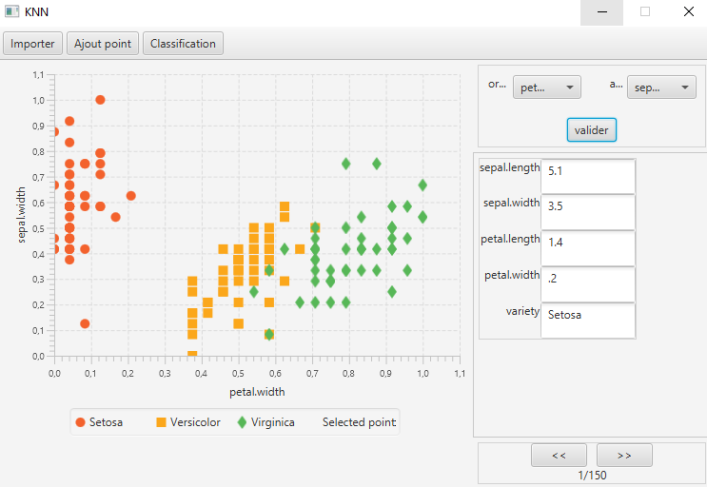 KNN
Importer Ajout point Classification
1,1
1,0
0,9
0,8
0,7
0,6
0,5
0,4
0,3
0,2
0,1
0,0
sepal.width
0,0 0,1 0,2 0,3 0,4 0,5 0,6 0,7 0,8 0,9 1,0 1,1
petal.width
Setosa Versicolor Virginica Selected point
or... pet... a... sep...
valider
sepal.length 5.1
sepal.width 3.5
petal.length 1.4
petal.width .2
variety Setosa
<< >>
1/150